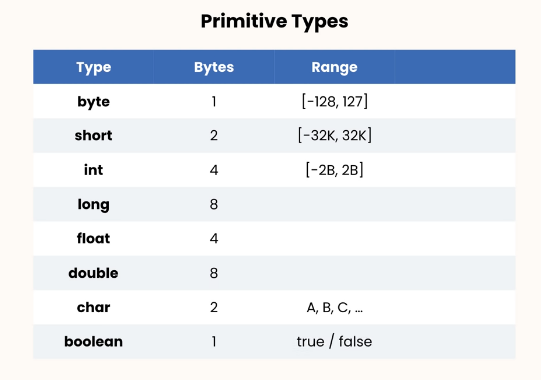 Primitive Types
Type Bytes Range
byte 1 [-128, 127]
short 2 [-32K, 32K]
int 4 [-2B, 2B]
long 8
float 4
double 8
char 2 A, B, C, ...
boolean 1 true / false